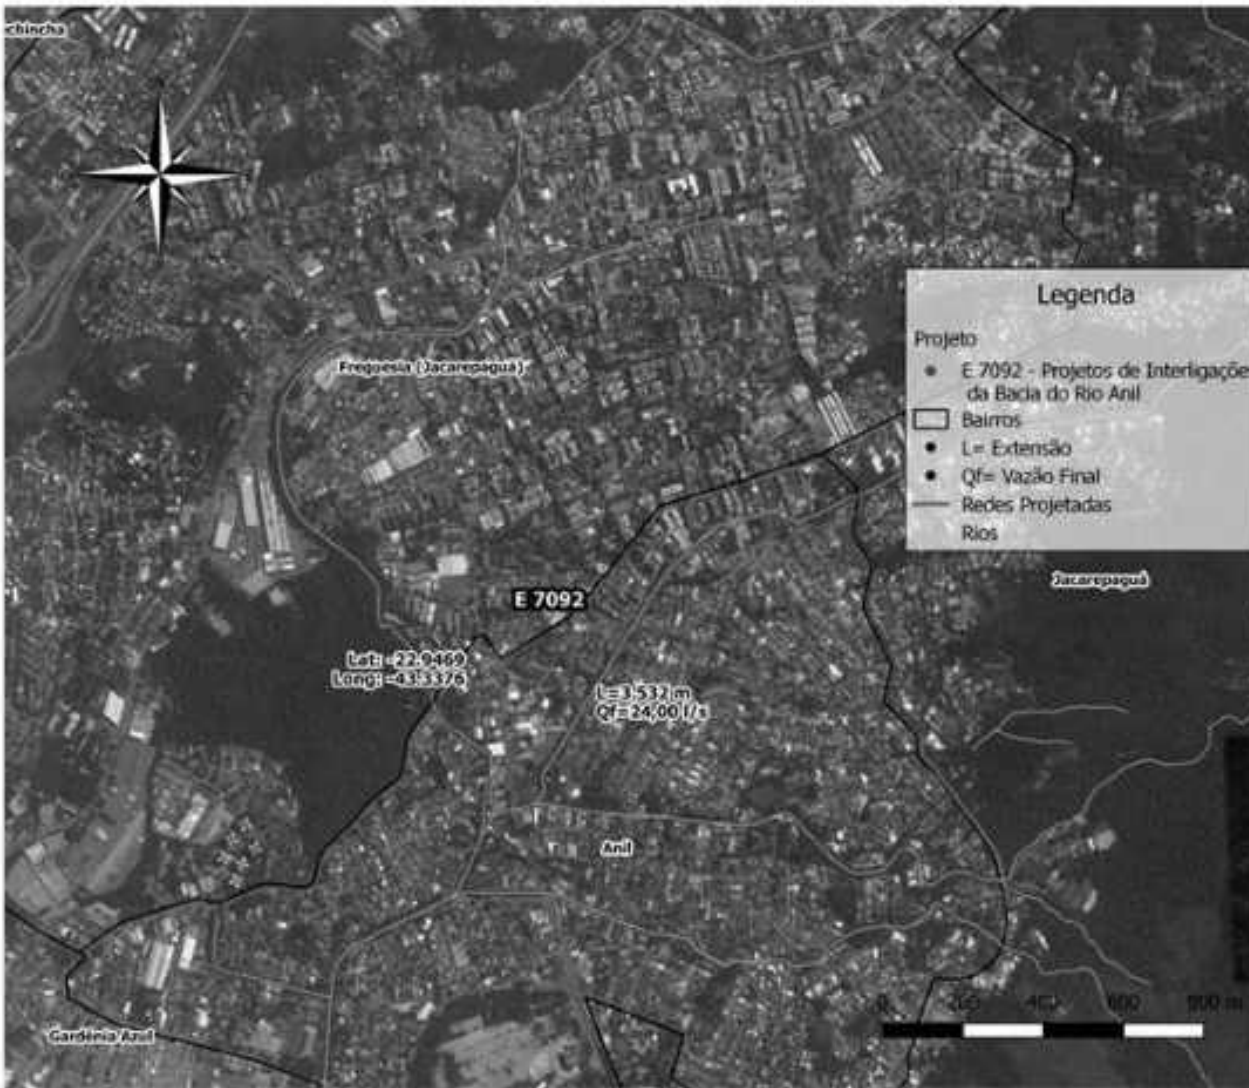 echincha
Legenda
Projeto
E 7092 - Projetos de Interligaçõe
da Bacia do Rio Anil
Bairros
L= Extensão
Qf= Vazão Final
Redes Projetadas
Rios
Freguesia (Jacarepaguá)
Jacarepaguá
E 7092
Lat: -22.9469
Long: -43.3376
L=3.532 m
Qf=24,00 l/s
Anil
0 200 400 600 800 m
Gardênia Azul